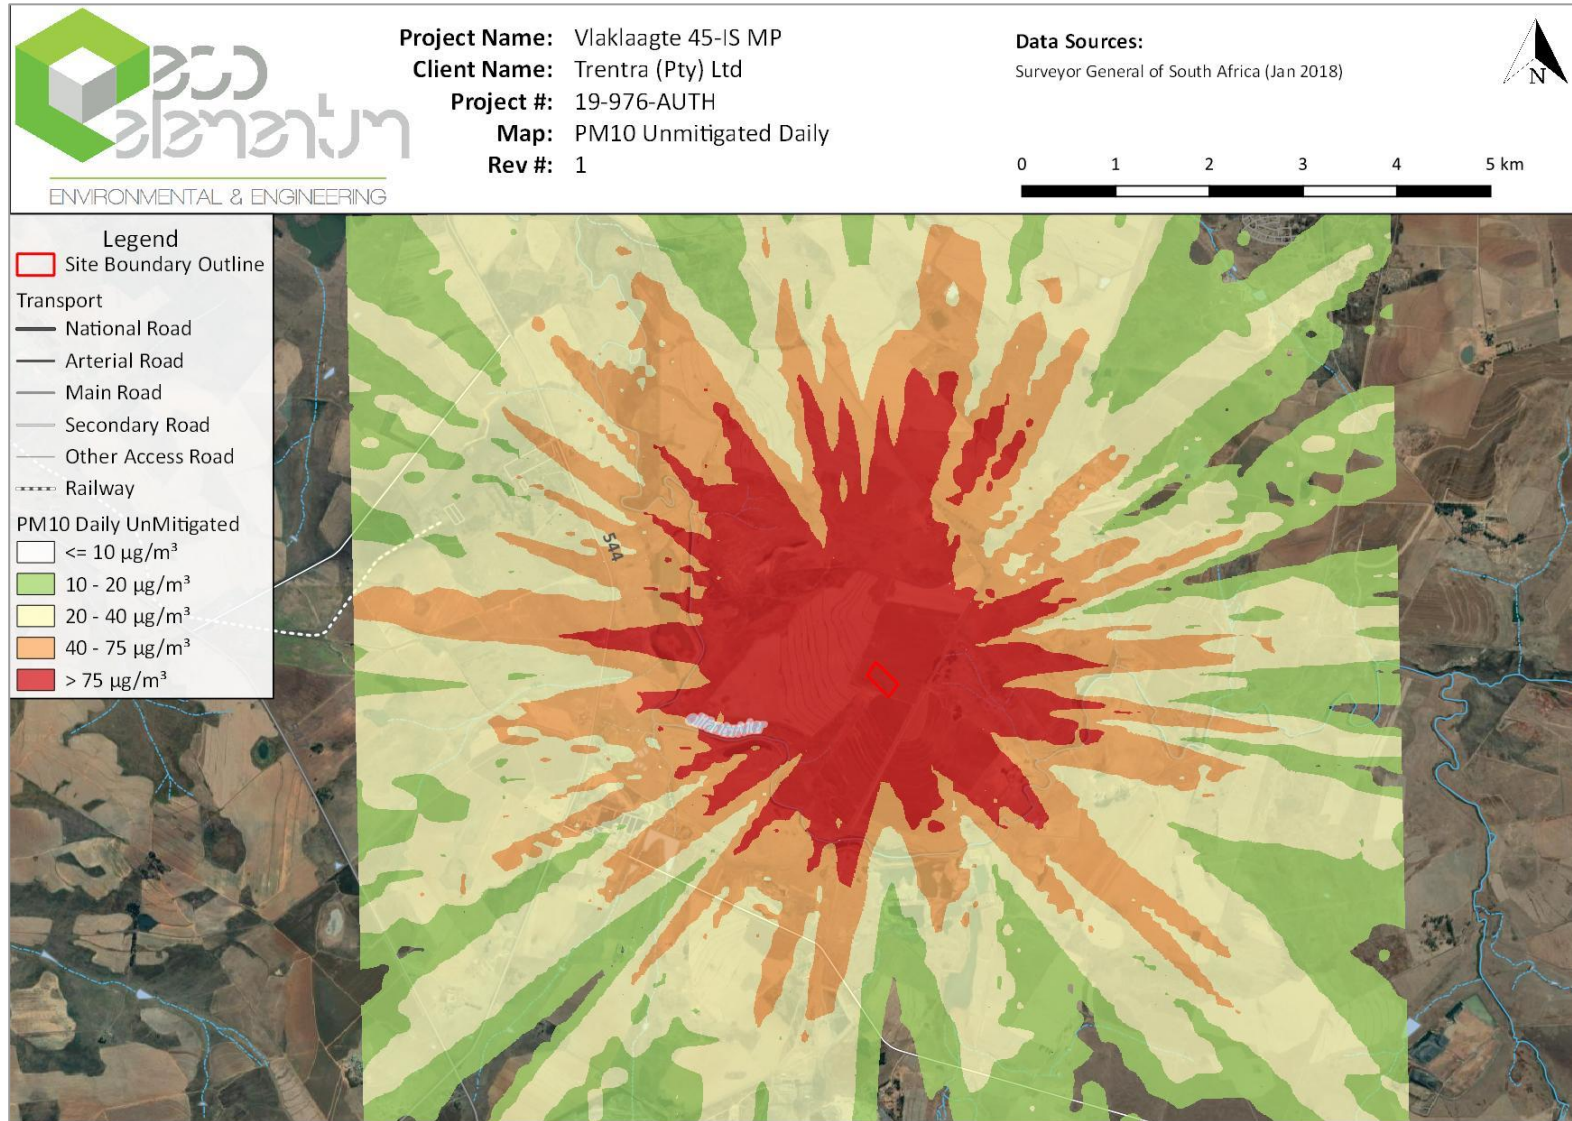 eco
elementum
ENVIRONMENTAL & ENGINEERING
Project Name: Vlaklaagte 45-IS MP
Client Name: Trentra (Pty) Ltd
Project #: 19-976-AUTH
Map: PM10 Unmitigated Daily
Rev #: 1
Data Sources:
Surveyor General of South Africa (Jan 2018)
N
0 1 2 3 4 5 km
Legend
Site Boundary Outline
Transport
National Road
Arterial Road
Main Road
Secondary Road
Other Access Road
Railway
PM10 Daily UnMitigated
<= 10 µg/m³
10 - 20 µg/m³
20 - 40 µg/m³
40 - 75 µg/m³
> 75 µg/m³
544